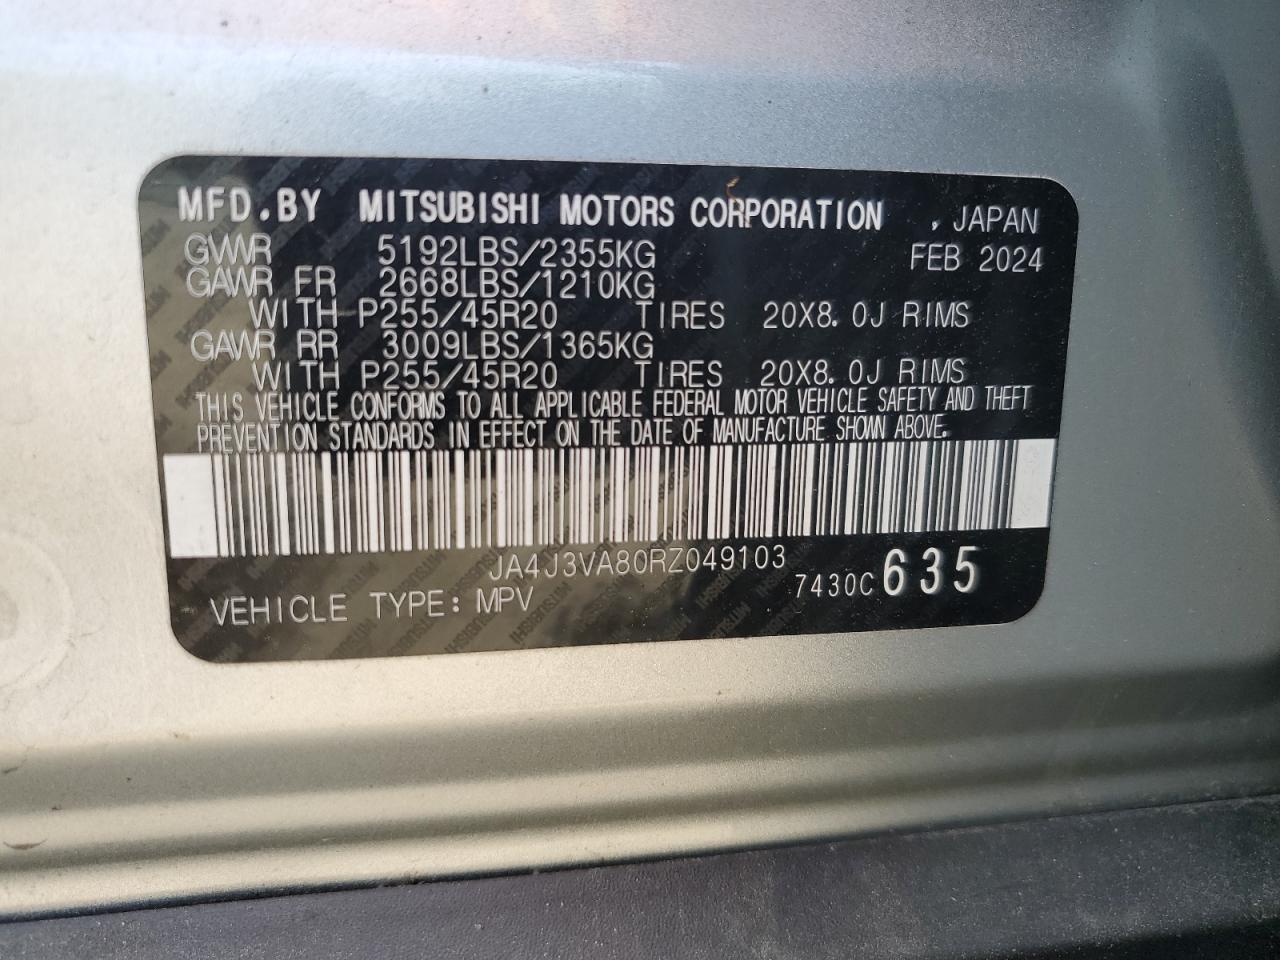 MFD.BY MITSUBISHI MOTORS CORPORATION , JAPAN
GVWR 5192LBS/2355KG FEB 2024
GAWR FR 2668LBS/1210KG
WITH P255/45R20 TIRES 20X8.0J RIMS
GAWR RR 3009LBS/1365KG
WITH P255/45R20 TIRES 20X8.0J RIMS
THIS VEHICLE CONFORMS TO ALL APPLICABLE FEDERAL MOTOR VEHICLE SAFETY AND THEFT
PREVENTION STANDARDS IN EFFECT ON THE DATE OF MANUFACTURE SHOWN ABOVE.
JA4J3VA80RZ049103
VEHICLE TYPE: MPV 7430C 635